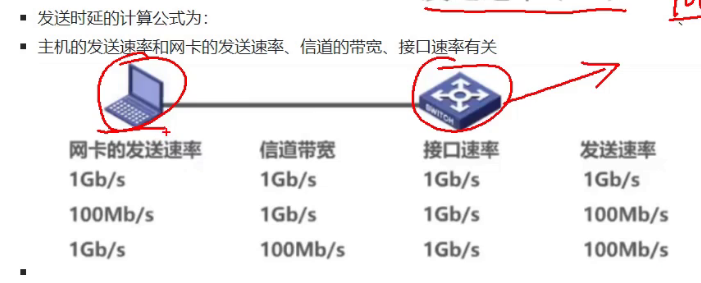 发送时延的计算公式为：
主机的发送速率和网卡的发送速率、信道的带宽、接口速率有关
SWITCH
网卡的发送速率 信道带宽 接口速率 发送速率
1Gb/s 1Gb/s 1Gb/s 1Gb/s
100Mb/s 1Gb/s 1Gb/s 100Mb/s
1Gb/s 100Mb/s 1Gb/s 100Mb/s